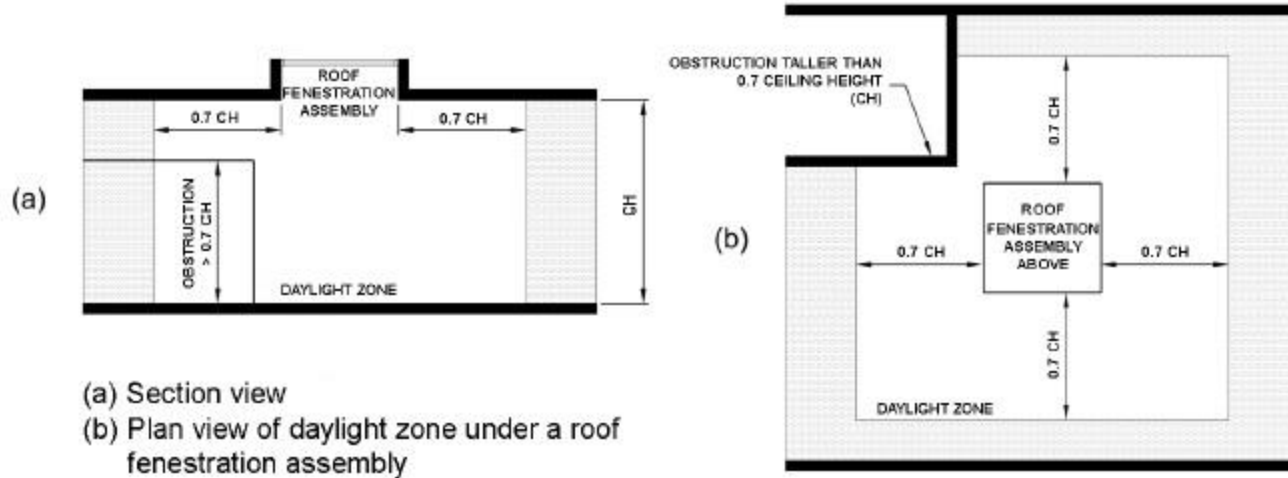 ROOF
FENESTRATION
ASSEMBLY
0.7 CH
0.7 CH
(a)
OBSTRUCTION
> 0.7 CH
CH
DAYLIGHT ZONE
(a) Section view
(b) Plan view of daylight zone under a roof
fenestration assembly
OBSTRUCTION TALLER THAN
0.7 CEILING HEIGHT
(CH)
0.7 CH
(b)
ROOF
FENESTRATION
ASSEMBLY
ABOVE
0.7 CH
0.7 CH
0.7 CH
DAYLIGHT ZONE